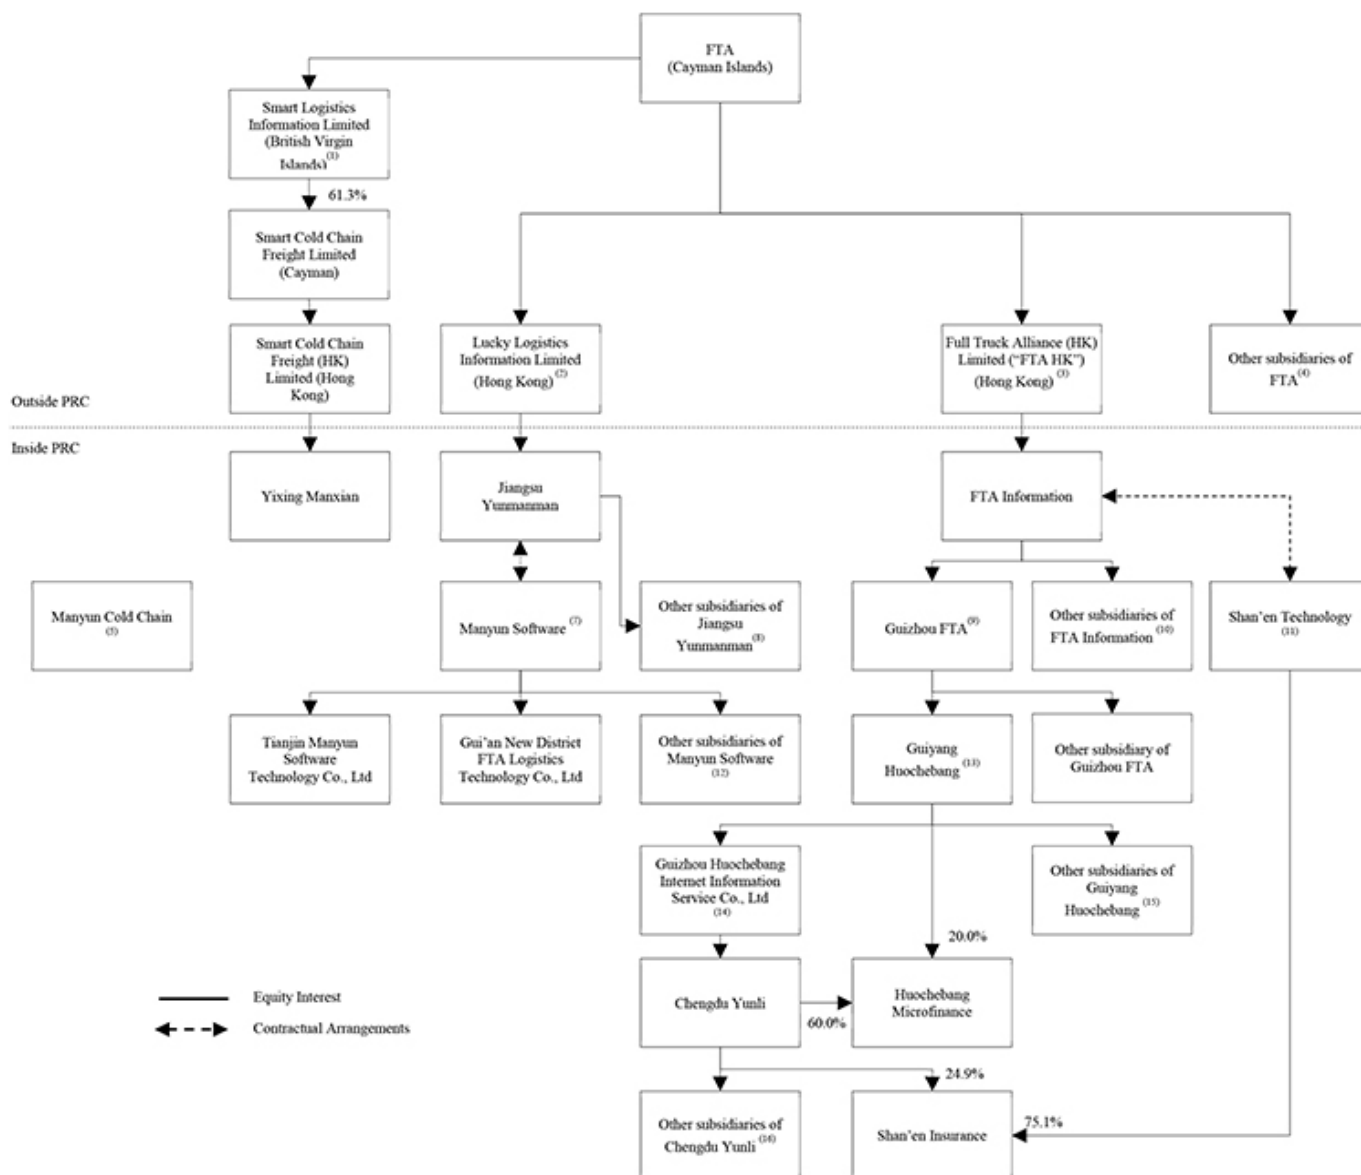 FTA
(Cayman Islands)
Smart Logistics
Information Limited
(British Virgin
Islands)(1)
61.3%
Smart Cold Chain
Freight Limited
(Cayman)
Smart Cold Chain
Freight (HK)
Limited (Hong
Kong)
Lucky Logistics
Information Limited
(Hong Kong)(2)
Full Truck Alliance (HK)
Limited (“FTA HK”)
(Hong Kong)(3)
Other subsidiaries of
FTA(4)
Outside PRC
Inside PRC
Yixing Manxian
Jiangsu
Yunmanman
FTA Information
Manyun Cold Chain
(5)
Manyun Software (7)
Other subsidiaries of
Jiangsu
Yunmanman(8)
Guizhou FTA(9)
Other subsidiaries of
FTA Information(10)
Shan’en Technology
(11)
Tianjin Manyun
Software
Technology Co., Ltd
Gui’an New District
FTA Logistics
Technology Co., Ltd
Other subsidiaries of
Manyun Software
(12)
Guiyang
Huochebang (13)
Other subsidiary of
Guizhou FTA
Guizhou Huochebang
Internet Information
Service Co., Ltd
(14)
Other subsidiaries of
Guiyang
Huochebang (15)
20.0%
Chengdu Yunli
60.0%
Huochebang
Microfinance
Equity Interest
Contractual Arrangements
24.9%
Other subsidiaries of
Chengdu Yunli (16)
Shan’en Insurance
75.1%